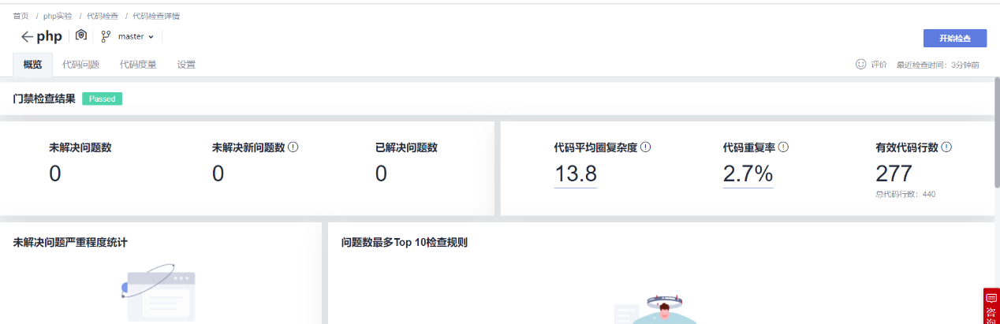 首页 / php实验 / 代码检查 / 代码检查详情
php master 开始检查
概览 代码问题 代码度量 设置 评价 最近检查时间：3分钟前
门禁检查结果 Passed
未解决问题数 未解决新问题数 已解决问题数 代码平均圈复杂度 代码重复率 有效代码行数
0 0 0 13.8 2.7% 277
总代码行数：440
未解决问题严重程度统计 问题数最多Top 10检查规则
咨